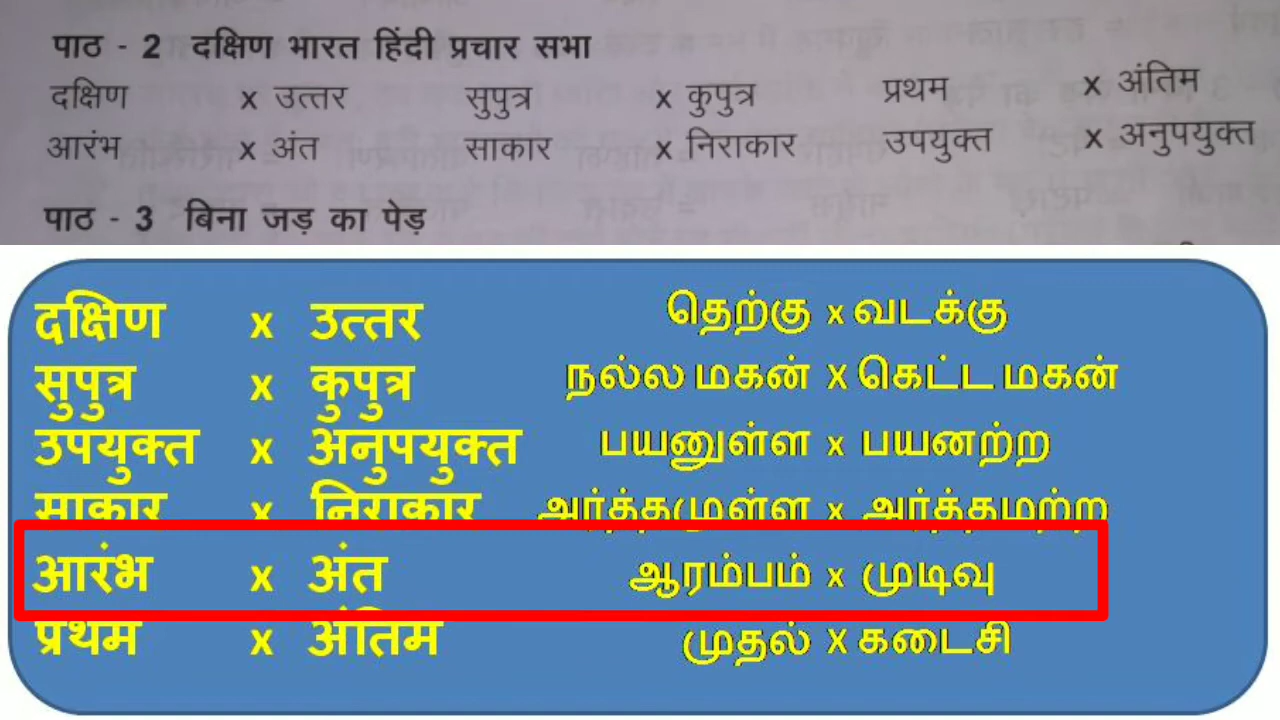 पाठ - 2 दक्षिण भारत हिंदी प्रचार सभा
दक्षिण x उत्तर सुपुत्र x कुपुत्र प्रथम x अंतिम
आरंभ x अंत साकार x निराकार उपयुक्त x अनुपयुक्त
पाठ - 3 बिना जड़ का पेड़
दक्षिण x उत्तर தெற்கு x வடக்கு
सुपुत्र x कुपुत्र நல்ல மகன் X கெட்ட மகன்
उपयुक्त x अनुपयुक्त பயனுள்ள x பயனற்ற
साकार x निराकार அர்த்தமுள்ள x அர்த்தமற்ற
आरंभ x अंत ஆரம்பம் x முடிவு
प्रथम x अंतिम முதல் X கடைசி